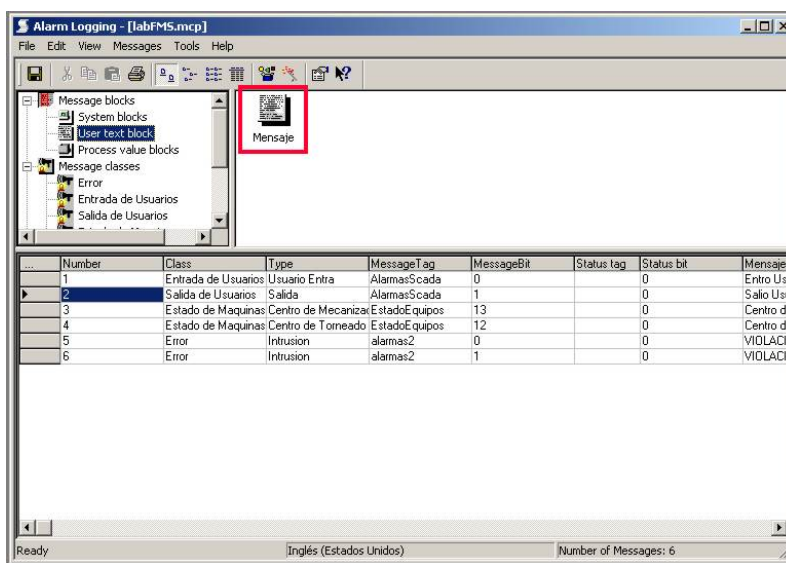 Alarm Logging - [labFMS.mcp]
File Edit View Messages Tools Help
Message blocks
System blocks
User text block
Process value blocks
Message classes
Error
Entrada de Usuarios
Salida de Usuarios
Mensaje
... Number Class Type MessageTag MessageBit Status tag Status bit Mensaje
1 Entrada de Usuarios Usuario Entra AlarmasScada 0 0 Entro Us
2 Salida de Usuarios Salida AlarmasScada 1 0 Salio Us
3 Estado de Maquinas Centro de Mecaniza EstadoEquipos 13 0 Centro d
4 Estado de Maquinas Centro de Torneado EstadoEquipos 12 0 Centro d
5 Error Intrusion alarmas2 0 0 VIOLACI
6 Error Intrusion alarmas2 1 0 VIOLACI
Ready Inglés (Estados Unidos) Number of Messages: 6